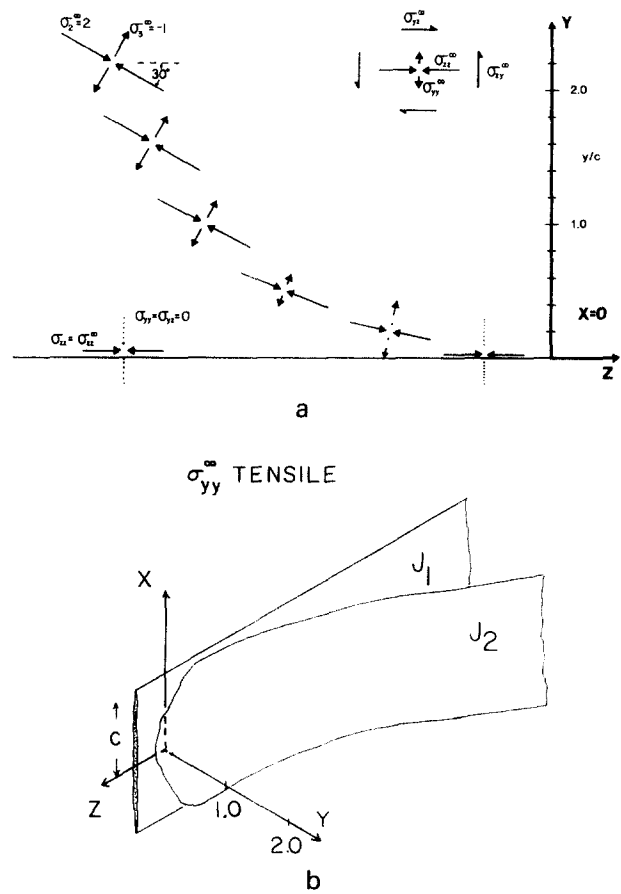 σ₂^∞=2 σ₃^∞=-1
30°
σ_yz^∞
σ_zz^∞
σ_yy^∞
σ_zy^∞
Y
2.0
y/c
1.0
X=0
σ_yy=σ_yz=0
σ_zz=σ_zz^∞
Z
a
σ_yy^∞ TENSILE
X
J₁
J₂
C
Z
1.0
Y
2.0
b